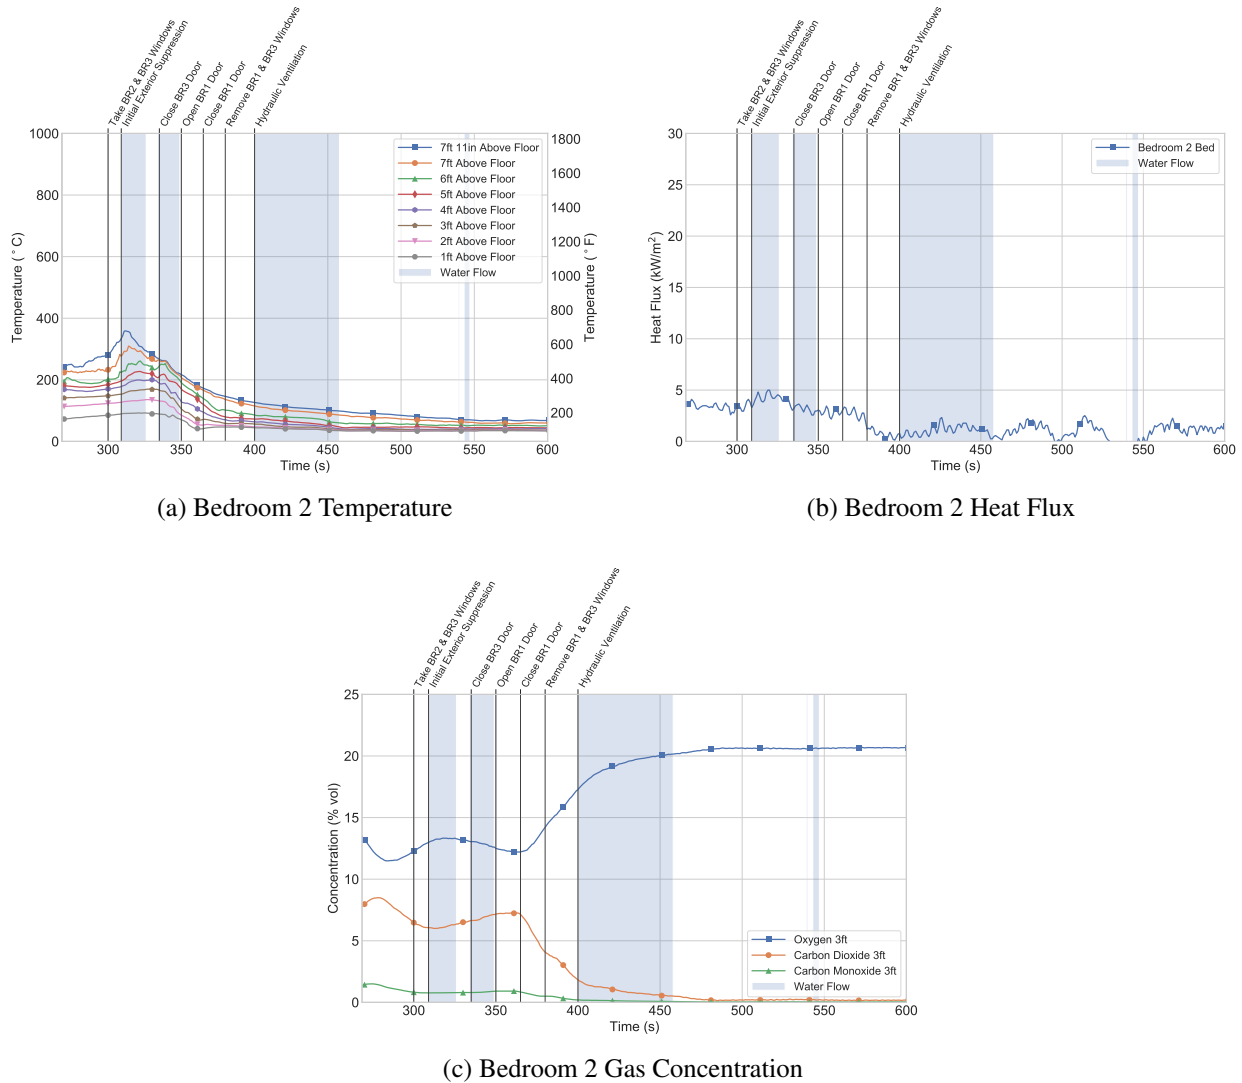 Take BR2 & BR3 Windows
Initial Exterior Suppression
Close BR3 Door
Open BR1 Door
Close BR1 Door
Remove BR1 & BR3 Windows
Hydraulic Ventilation
1000
800
600
400
200
0
Temperature (°C)
300
350
400
450
500
550
600
Time (s)
1800
1600
1400
1200
1000
800
600
400
200
Temperature (°F)
7ft 11in Above Floor
7ft Above Floor
6ft Above Floor
5ft Above Floor
4ft Above Floor
3ft Above Floor
2ft Above Floor
1ft Above Floor
Water Flow
(a) Bedroom 2 Temperature
Take BR2 & BR3 Windows
Initial Exterior Suppression
Close BR3 Door
Open BR1 Door
Close BR1 Door
Remove BR1 & BR3 Windows
Hydraulic Ventilation
30
25
20
15
10
5
0
Heat Flux (kW/m²)
300
350
400
450
500
550
600
Time (s)
Bedroom 2 Bed
Water Flow
(b) Bedroom 2 Heat Flux
Take BR2 & BR3 Windows
Initial Exterior Suppression
Close BR3 Door
Open BR1 Door
Close BR1 Door
Remove BR1 & BR3 Windows
Hydraulic Ventilation
25
20
15
10
5
0
Concentration (% vol)
300
350
400
450
500
550
600
Time (s)
Oxygen 3ft
Carbon Dioxide 3ft
Carbon Monoxide 3ft
Water Flow
(c) Bedroom 2 Gas Concentration